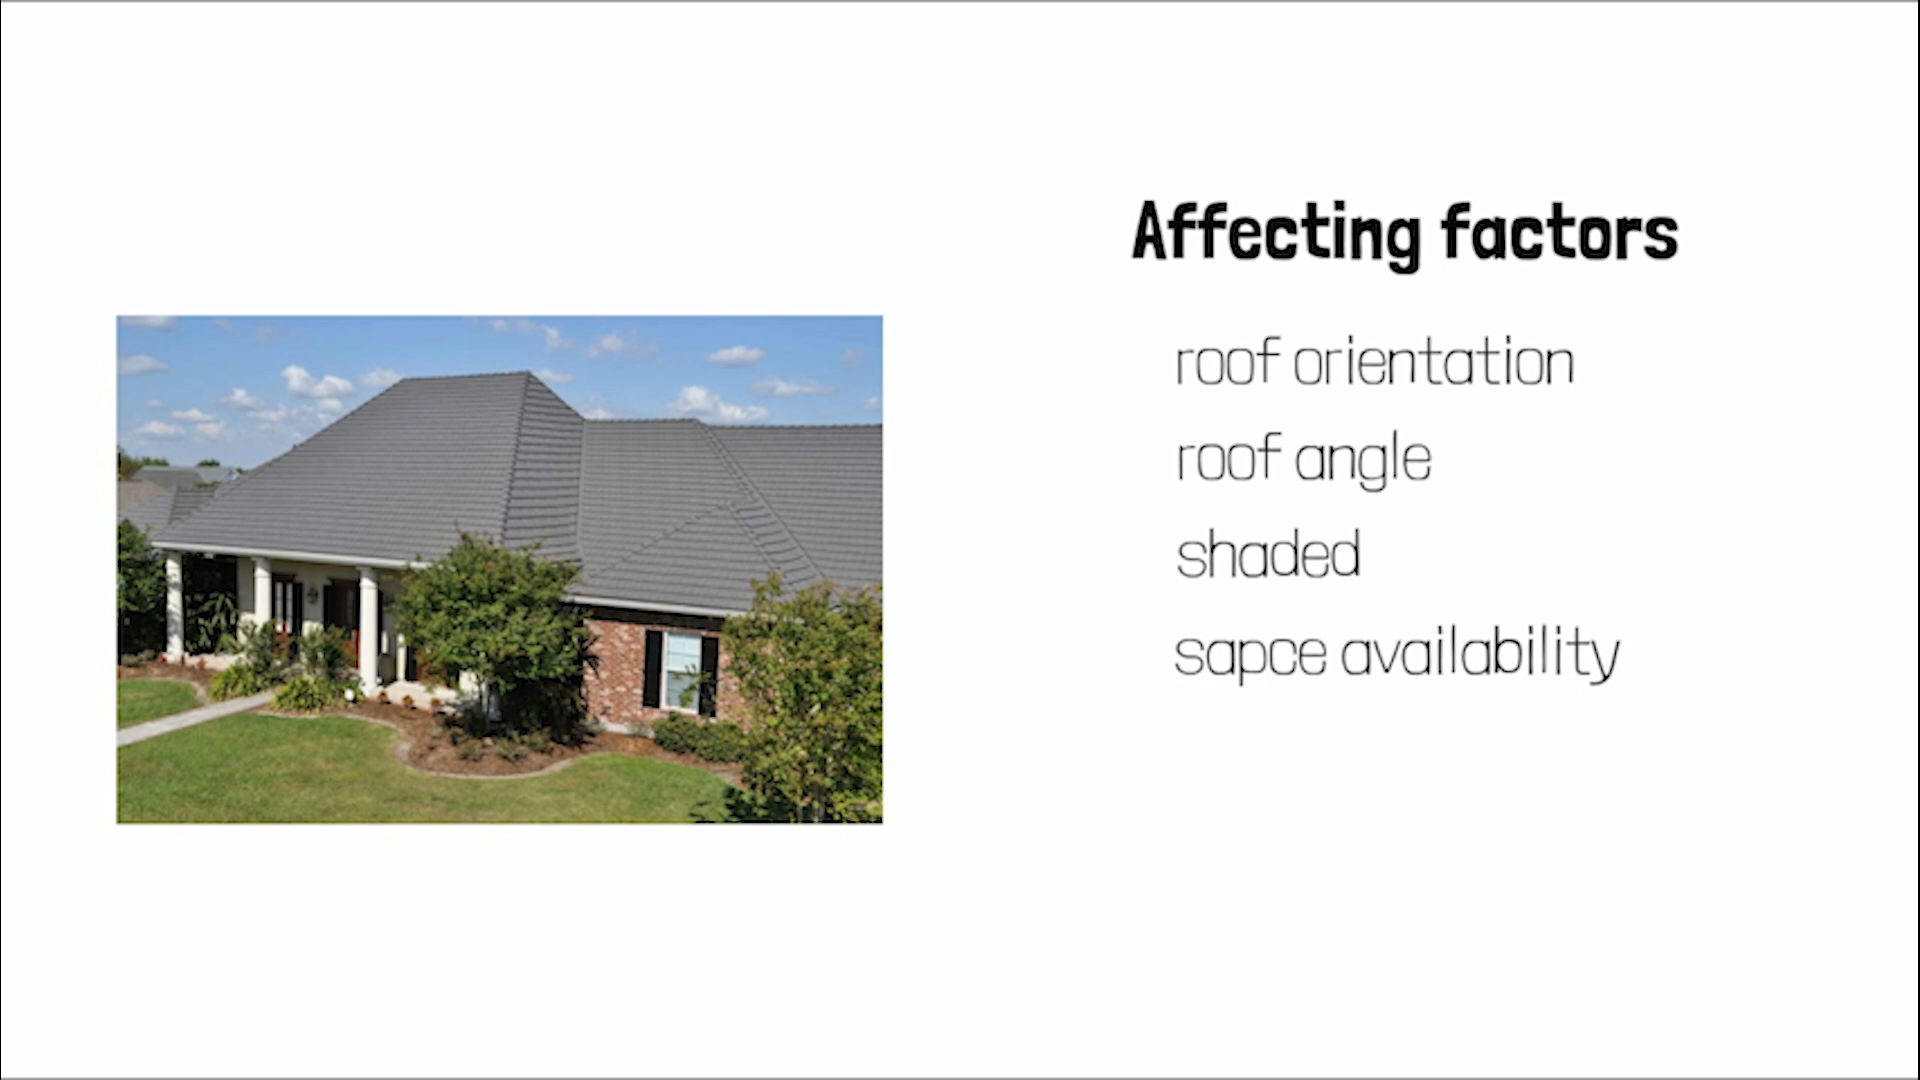 Affecting factors
roof orientation
roof angle
shaded
sapce availability